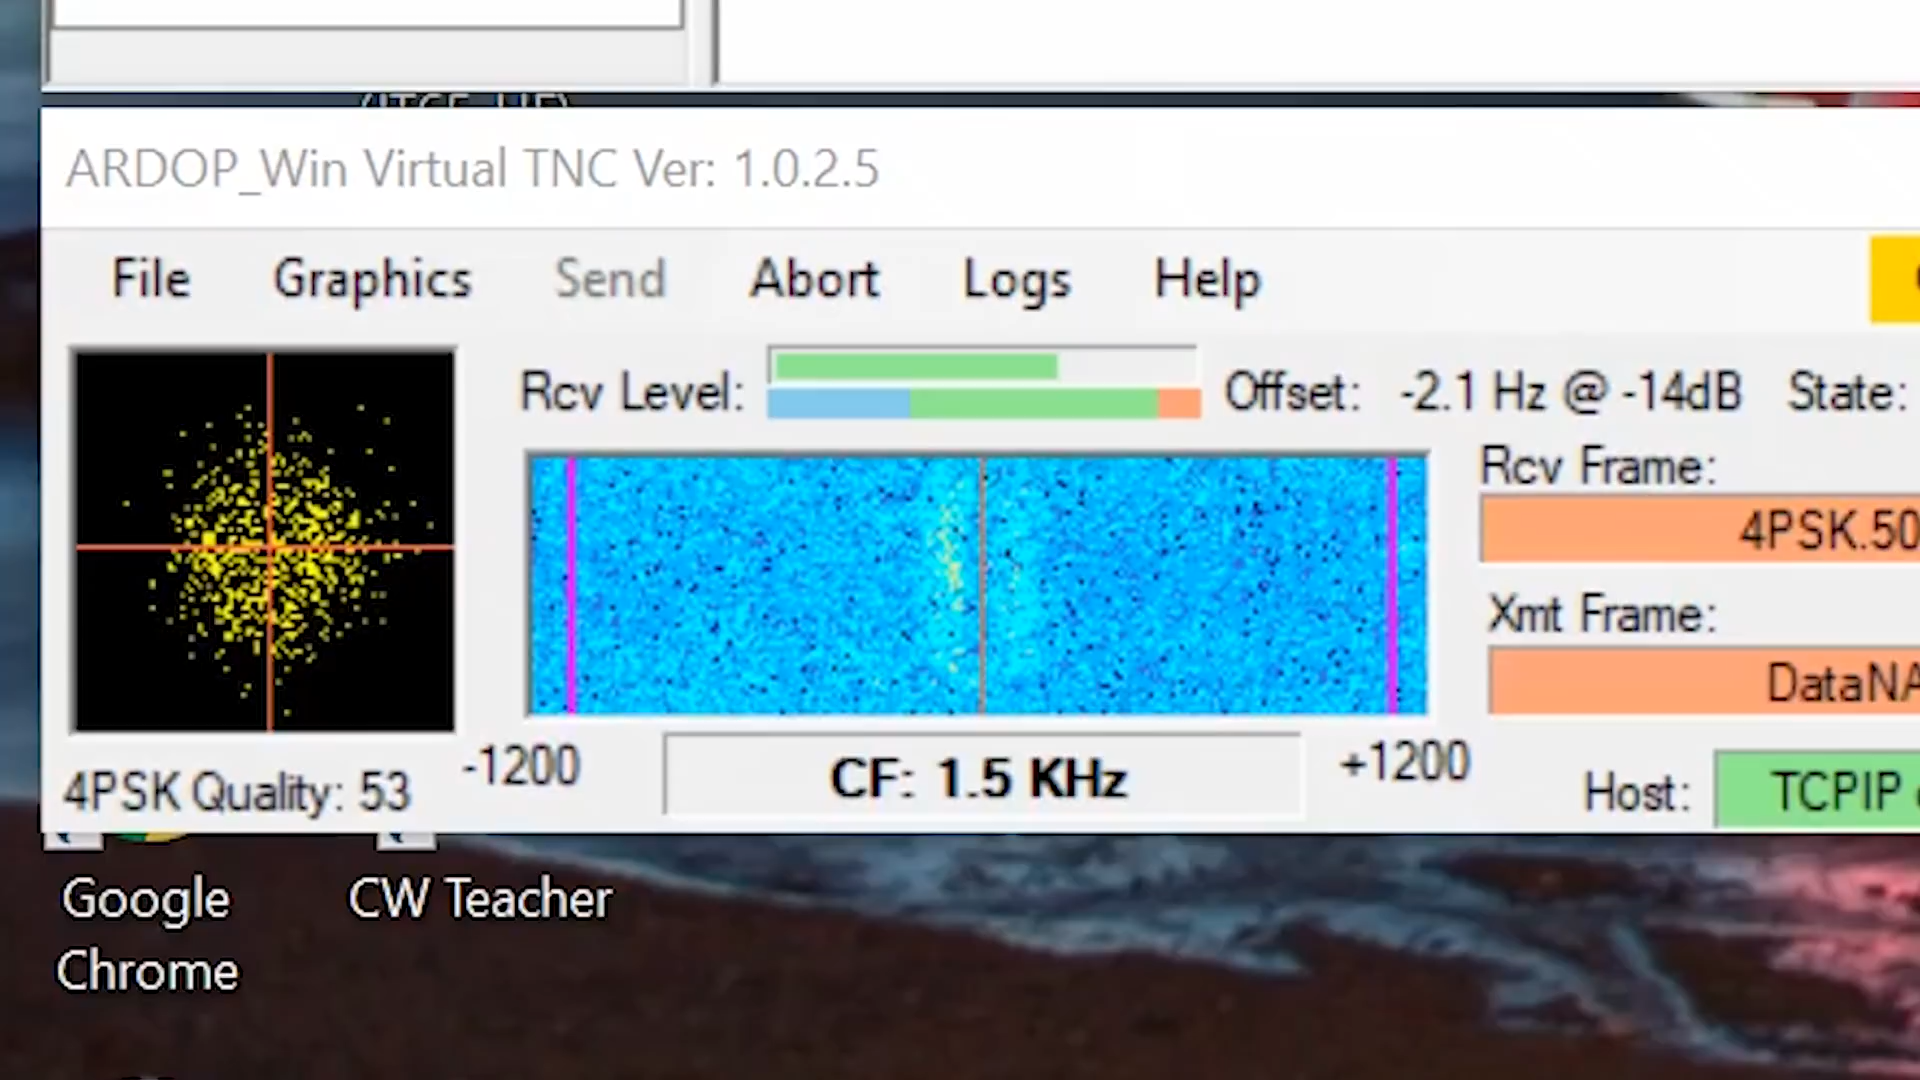 ARDOP_Win Virtual TNC Ver: 1.0.2.5
File Graphics Send Abort Logs Help
Rcv Level: Offset: -2.1 Hz @ -14dB State:
Rcv Frame:
4PSK.50
Xmt Frame:
DataNA
4PSK Quality: 53 -1200 CF: 1.5 KHz +1200 Host: TCPIP
Google Chrome
CW Teacher